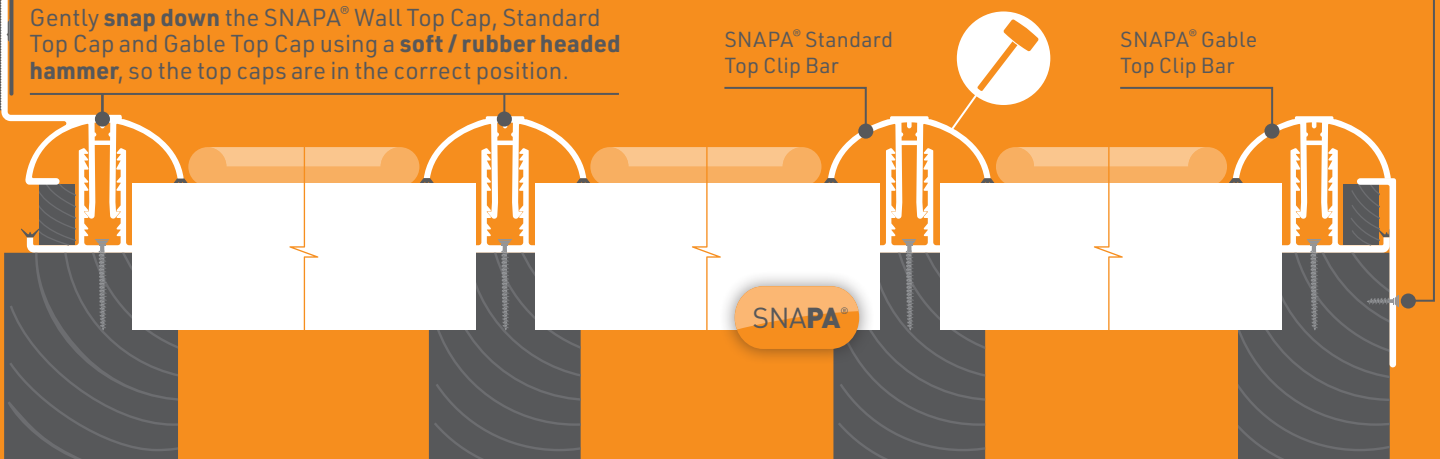 Gently snap down the SNAPA® Wall Top Cap, Standard
Top Cap and Gable Top Cap using a soft / rubber headed
hammer, so the top caps are in the correct position.
SNAPA® Standard
Top Clip Bar
SNAPA® Gable
Top Clip Bar
SNAPA®